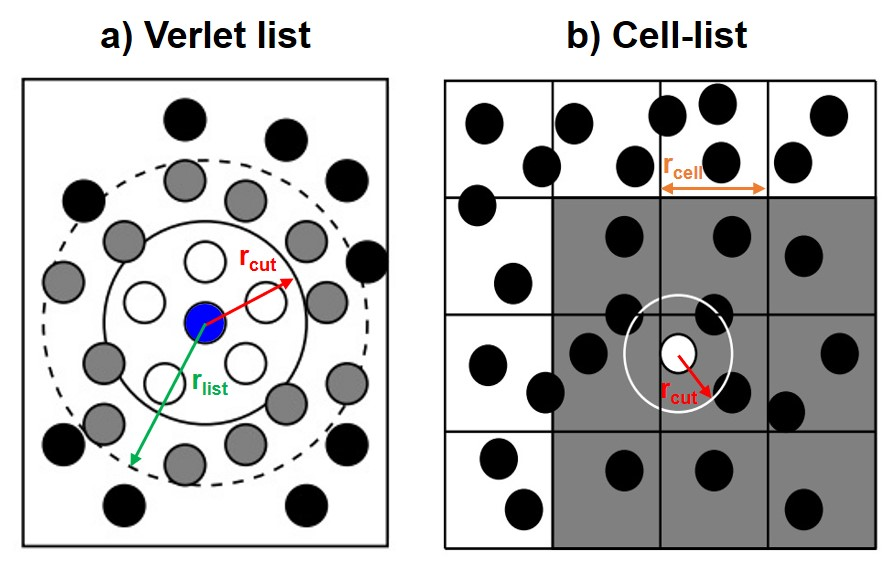 a) Verlet list
b) Cell-list
rcut
rlist
rcell
rcut